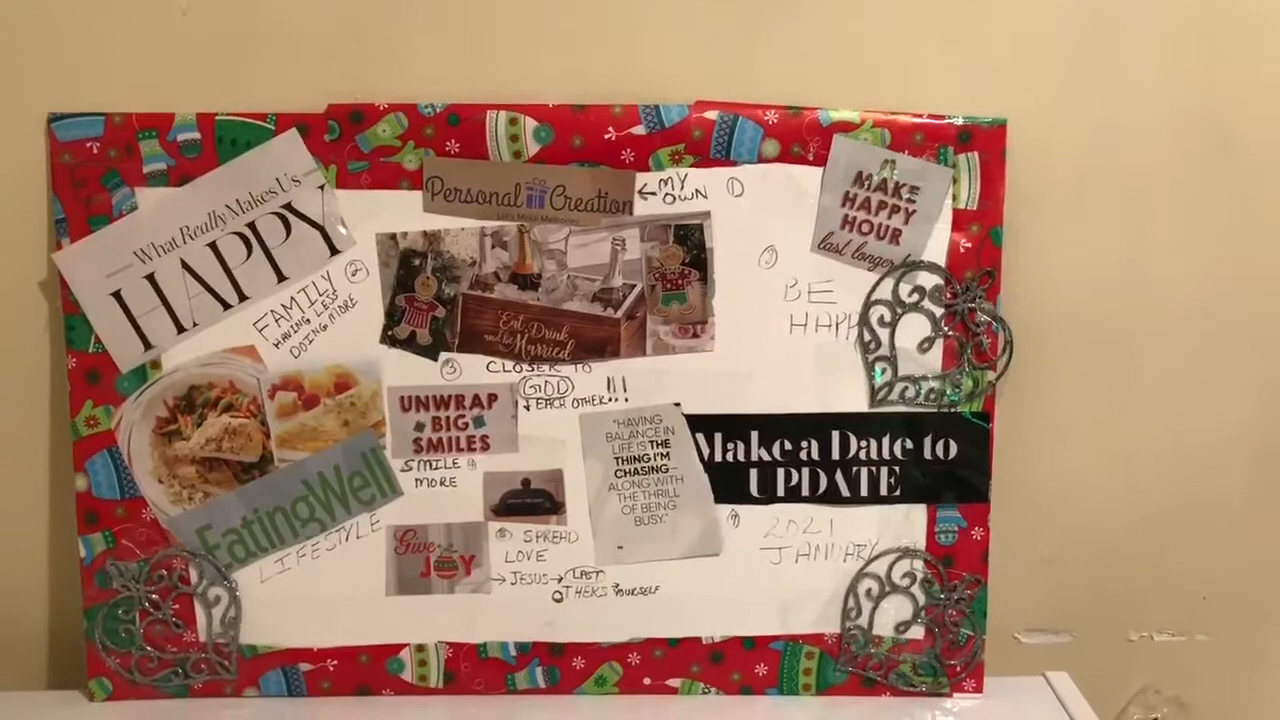 What Really Makes Us
HAPPY
2
FAMILY
HAVING LESS
DOING MORE
Personal Creation
Let's Make Memories
← MY
OWN
1
MAKE
HAPPY
HOUR
last longer
BE
HAPP
Eat, Drink
and be Married
3 CLOSER TO
GOD
↓ EACH OTHER !!!
UNWRAP
BIG
SMILES
SMILE
MORE
EatingWell
LIFESTYLE
"HAVING
BALANCE IN
LIFE IS THE
THING I'M
CHASING—
ALONG WITH
THE THRILL
OF BEING
BUSY."
Make a Date to
UPDATE
2021
JANUARY
Give
JOY
SPREAD
LOVE
→ JESUS → LAST
OTHERS → YOURSELF